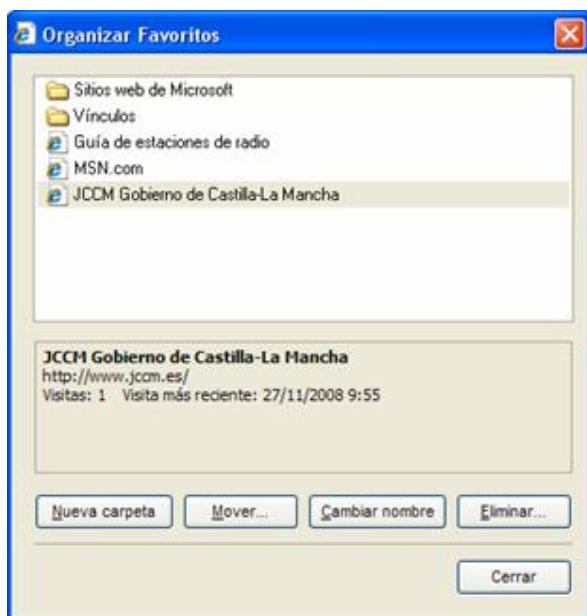 Organizar Favoritos
Sitios web de Microsoft
Vínculos
Guía de estaciones de radio
MSN.com
JCCM Gobierno de Castilla-La Mancha
JCCM Gobierno de Castilla-La Mancha
http://www.jccm.es/
Visitas: 1 Visita más reciente: 27/11/2008 9:55
Nueva carpeta Mover... Cambiar nombre Eliminar...
Cerrar